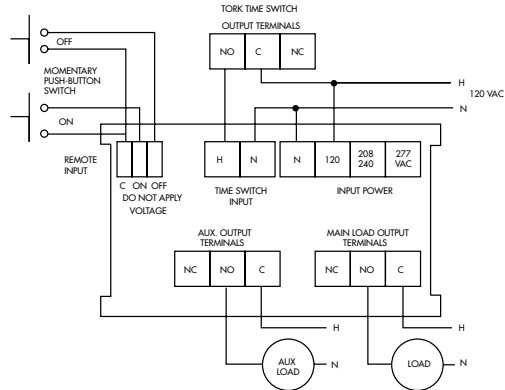 TORK TIME SWITCH
OUTPUT TERMINALS
NO C NC
OFF
MOMENTARY
PUSH-BUTTON
SWITCH
ON
H
120 VAC
N
REMOTE
INPUT
C ON OFF
DO NOT APPLY
VOLTAGE
H N
TIME SWITCH
INPUT
N 120 208
240 277
VAC
INPUT POWER
AUX. OUTPUT
TERMINALS
NC NO C
MAIN LOAD OUTPUT
TERMINALS
NC NO C
H
H
AUX
LOAD
N
LOAD
N